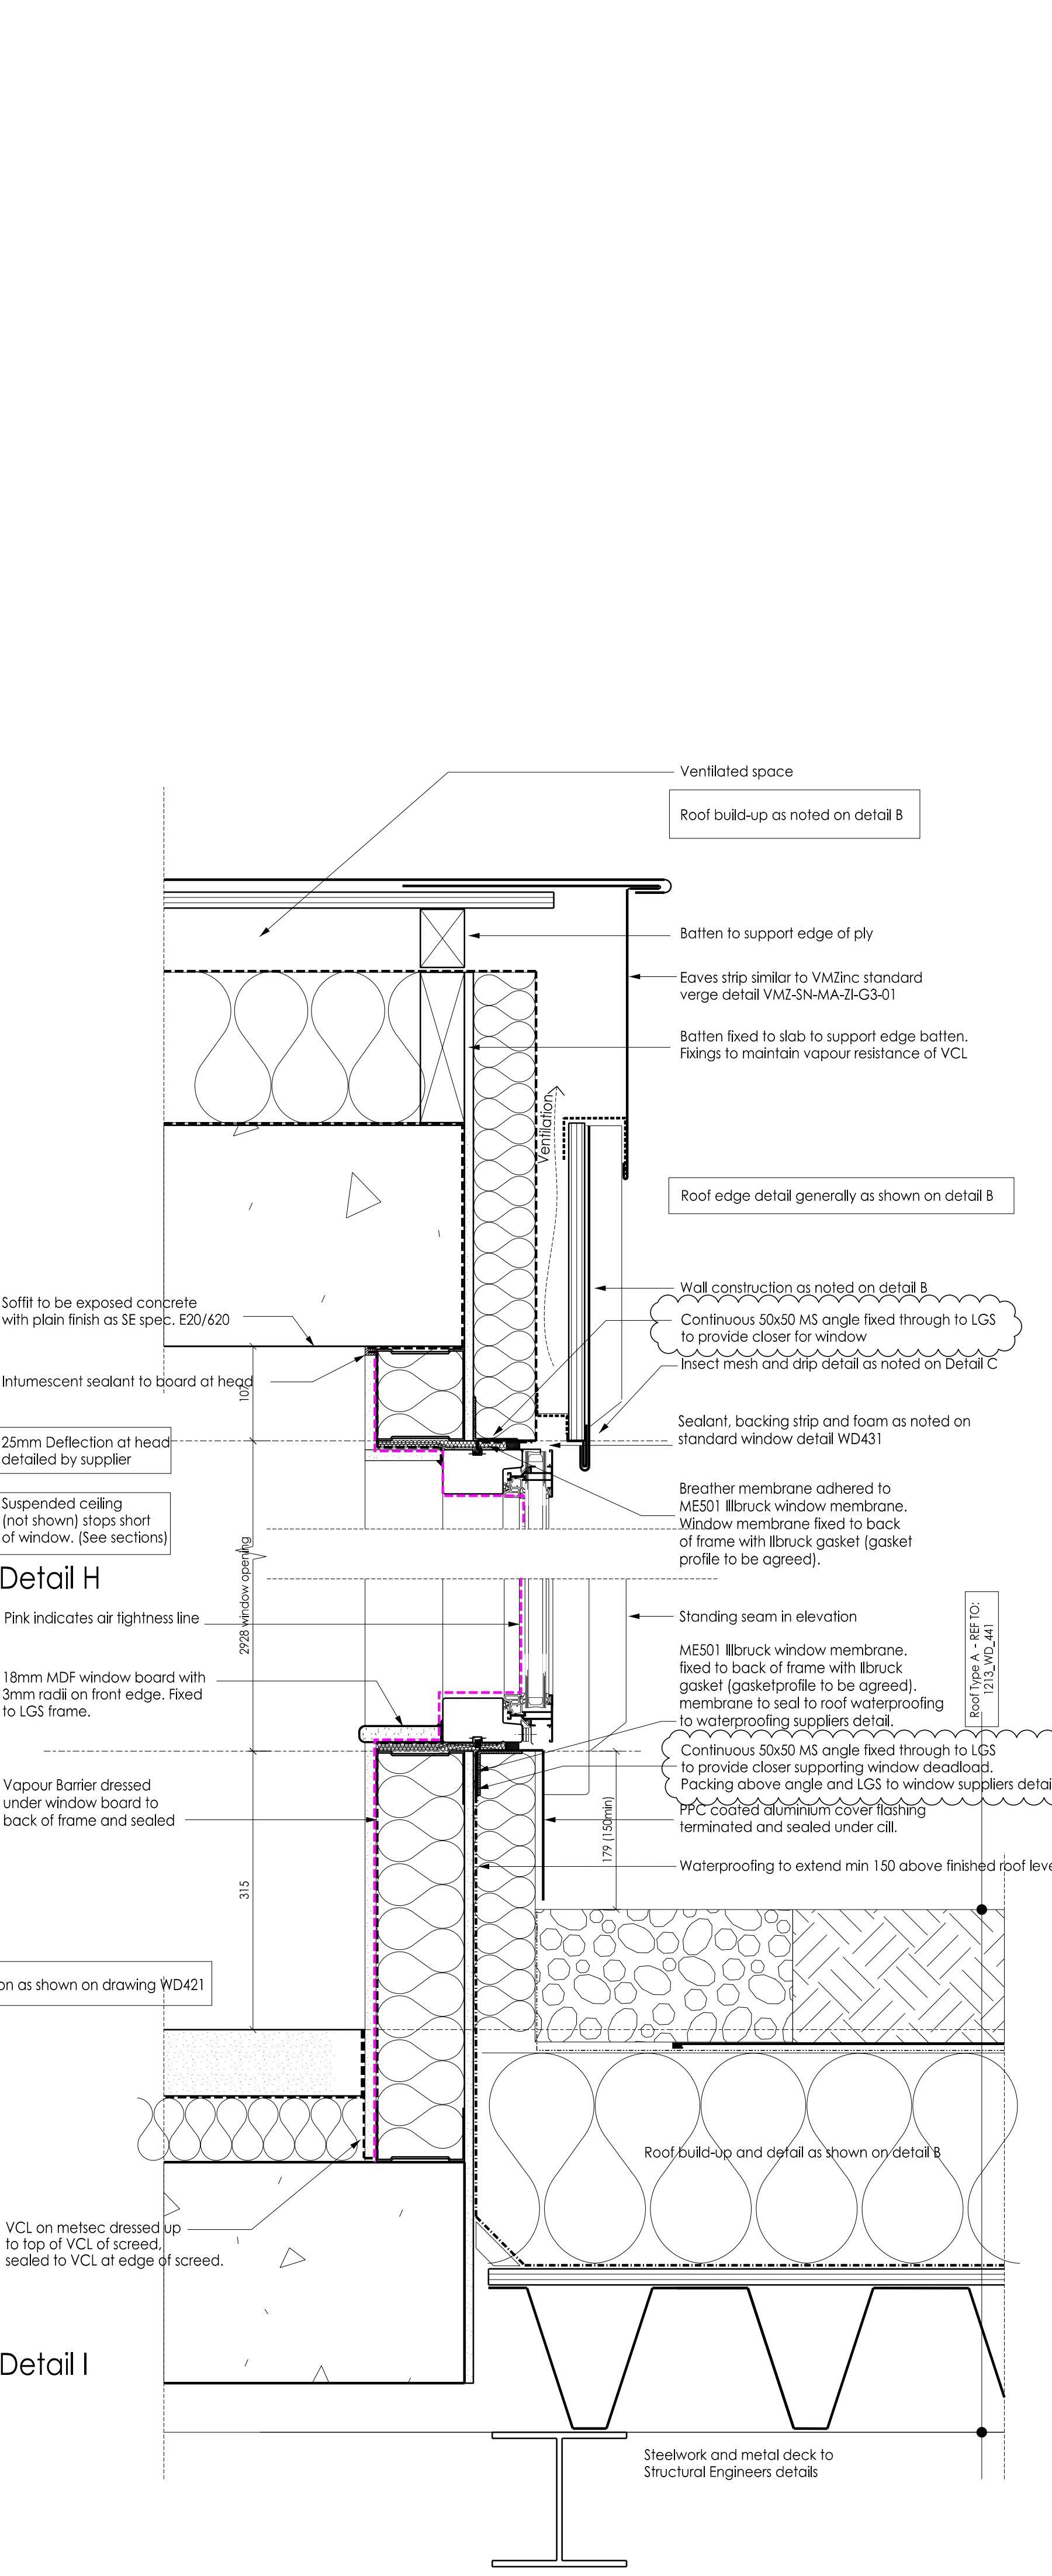 Ventilated space
Roof build-up as noted on detail B
Batten to support edge of ply
Eaves strip similar to VMZinc standard
verge detail VMZ-SN-MA-ZI-G3-01
Batten fixed to slab to support edge batten.
Fixings to maintain vapour resistance of VCL
Ventilation
Roof edge detail generally as shown on detail B
Wall construction as noted on detail B
Soffit to be exposed concrete
with plain finish as SE spec. E20/620
Continuous 50x50 MS angle fixed through to LGS
to provide closer for window
Insect mesh and drip detail as noted on Detail C
Intumescent sealant to board at head
Sealant, backing strip and foam as noted on
standard window detail WD431
25mm Deflection at head
detailed by supplier
Breather membrane adhered to
ME501 Illbruck window membrane.
Window membrane fixed to back
of frame with Ilbruck gasket (gasket
profile to be agreed).
Suspended ceiling
(not shown) stops short
of window. (See sections)
Detail H
2928 window opening
Pink indicates air tightness line
Standing seam in elevation
Roof Type A - REF TO:
1213_WD_441
ME501 Illbruck window membrane.
fixed to back of frame with Ilbruck
gasket (gasketprofile to be agreed).
membrane to seal to roof waterproofing
to waterproofing suppliers detail.
18mm MDF window board with
3mm radii on front edge. Fixed
to LGS frame.
Continuous 50x50 MS angle fixed through to LGS
to provide closer supporting window deadload.
Packing above angle and LGS to window suppliers detai
Vapour Barrier dressed
under window board to
back of frame and sealed
PPC coated aluminium cover flashing
terminated and sealed under cill.
179 (150min)
Waterproofing to extend min 150 above finished roof leve
315
on as shown on drawing WD421
Roof build-up and detail as shown on detail B
VCL on metsec dressed up
to top of VCL of screed,
sealed to VCL at edge of screed.
Detail I
Steelwork and metal deck to
Structural Engineers details